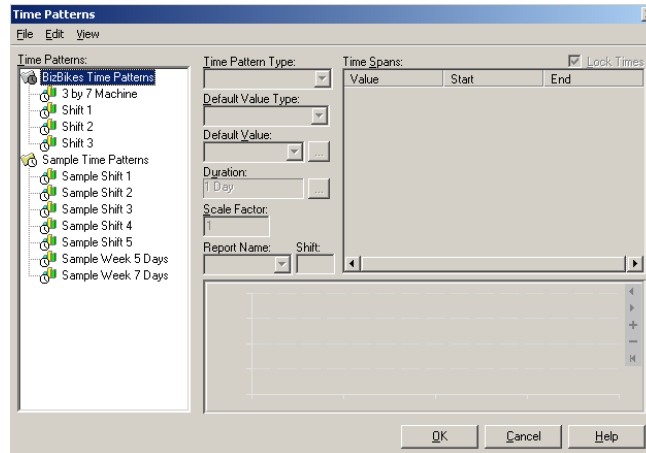 Time Patterns
File Edit View
Time Patterns:
BizBikes Time Patterns
3 by 7 Machine
Shift 1
Shift 2
Shift 3
Sample Time Patterns
Sample Shift 1
Sample Shift 2
Sample Shift 3
Sample Shift 4
Sample Shift 5
Sample Week 5 Days
Sample Week 7 Days
Time Pattern Type:
Default Value Type:
Default Value:
...
Duration:
1 Day
...
Scale Factor:
1
Report Name: Shift:
Time Spans: Lock Times
Value Start End
OK Cancel Help